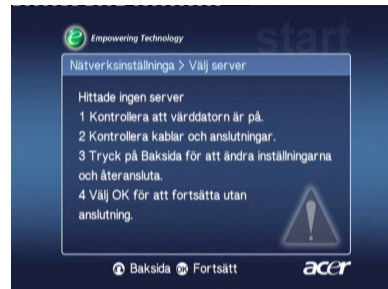 Empowering Technology
start
Nätverksinställninga > Välj server
Hittade ingen server
1 Kontrollera att värddatorn är på.
2 Kontrollera kablar och anslutningar.
3 Tryck på Baksida för att ändra inställningarna
och återansluta.
4 Välj OK för att fortsätta utan
anslutning.
Baksida OK Fortsätt
acer